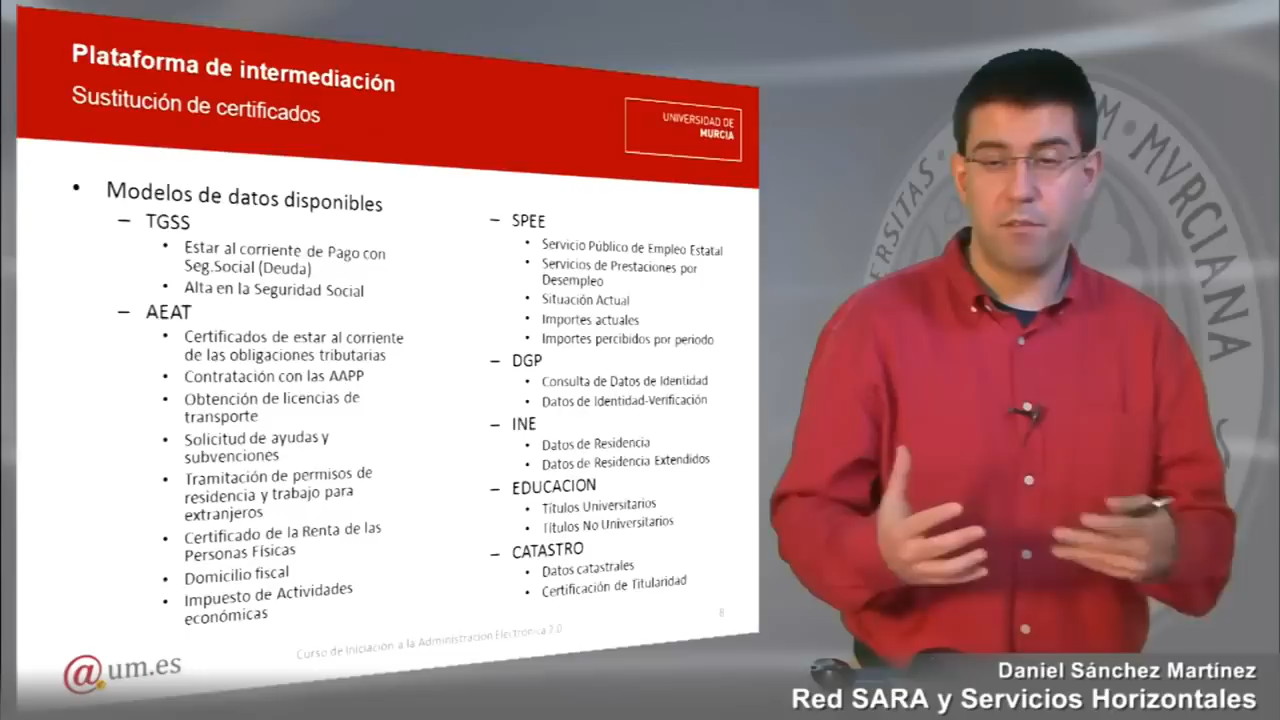 Plataforma de intermediación
Sustitución de certificados
UNIVERSIDAD DE
MURCIA
• Modelos de datos disponibles
– TGSS
• Estar al corriente de Pago con
Seg.Social (Deuda)
• Alta en la Seguridad Social
– AEAT
• Certificados de estar al corriente
de las obligaciones tributarias
• Contratación con las AAPP
• Obtención de licencias de
transporte
• Solicitud de ayudas y
subvenciones
• Tramitación de permisos de
residencia y trabajo para
extranjeros
• Certificado de la Renta de las
Personas Físicas
• Domicilio fiscal
• Impuesto de Actividades
económicas
– SPEE
• Servicio Público de Empleo Estatal
• Servicios de Prestaciones por
Desempleo
• Situación Actual
• Importes actuales
• Importes percibidos por periodo
– DGP
• Consulta de Datos de Identidad
• Datos de Identidad-Verificación
– INE
• Datos de Residencia
• Datos de Residencia Extendidos
– EDUCACION
• Títulos Universitarios
• Títulos No Universitarios
– CATASTRO
• Datos catastrales
• Certificación de Titularidad
8
Curso de Iniciación a la Administración Electrónica 2.0
@um.es
MVRCIANA
Daniel Sánchez Martínez
Red SARA y Servicios Horizontales